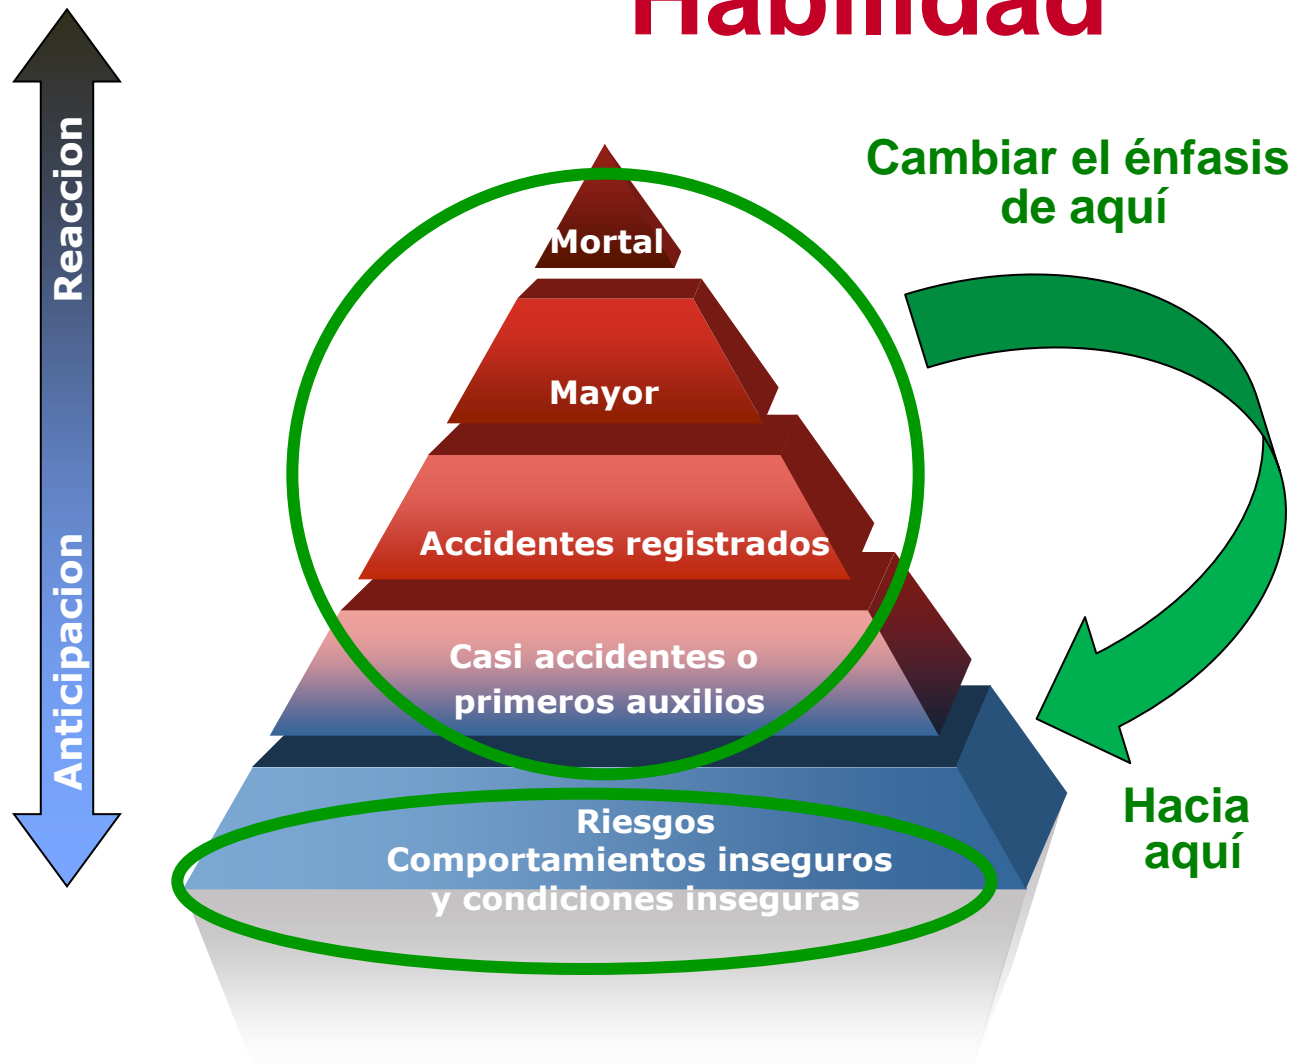 Habilidad
Cambiar el énfasis
de aquí
Reaccion
Mortal
Mayor
Accidentes registrados
Anticipacion
Casi accidentes o
primeros auxilios
Hacia
aquí
Riesgos
Comportamientos inseguros
y condiciones inseguras